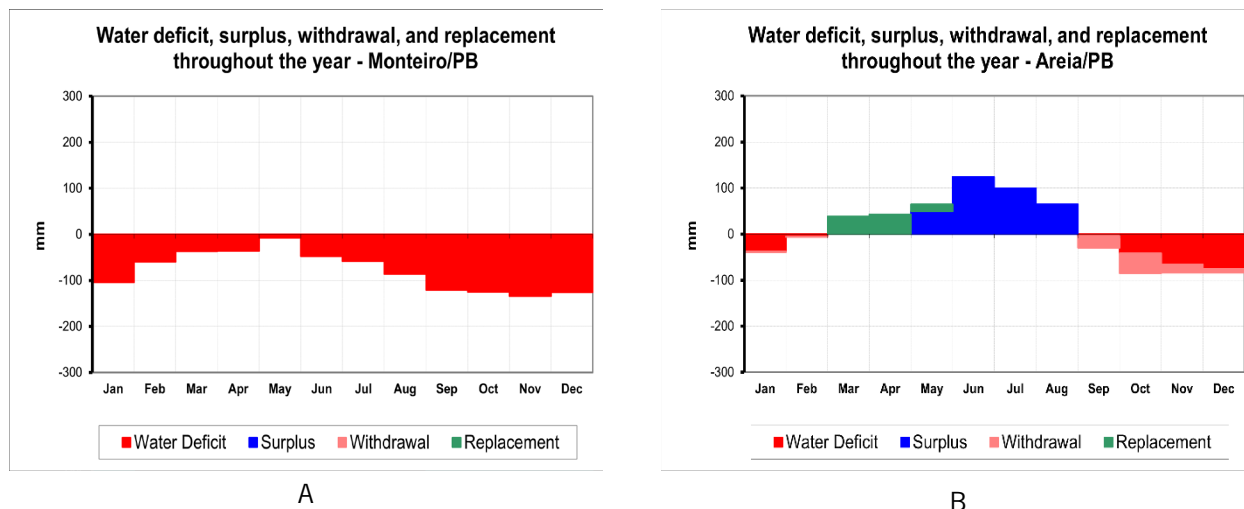 Water deficit, surplus, withdrawal, and replacement
throughout the year - Monteiro/PB
300
200
100
0
-100
-200
-300
mm
Jan Feb Mar Apr May Jun Jul Aug Sep Oct Nov Dec
Water Deficit Surplus Withdrawal Replacement
A
Water deficit, surplus, withdrawal, and replacement
throughout the year - Areia/PB
300
200
100
0
-100
-200
-300
mm
Jan Feb Mar Apr May Jun Jul Aug Sep Oct Nov Dec
Water Deficit Surplus Withdrawal Replacement
B